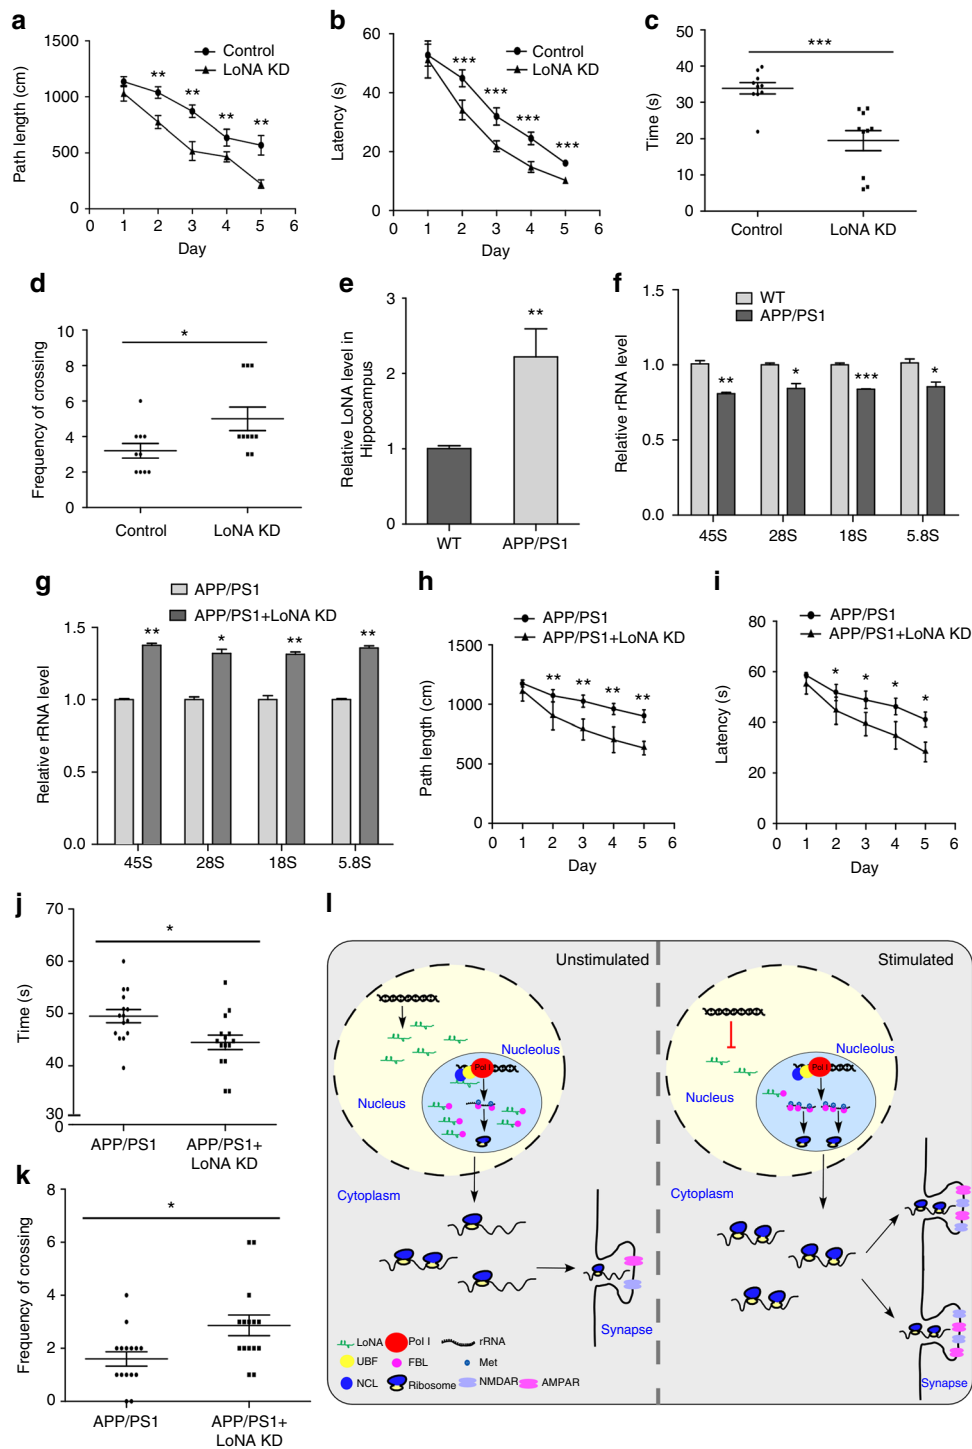 a
1500
1000
500
0
Path length (cm)
Control
LoNA KD
** ** ** **
0 1 2 3 4 5 6
Day
b
60
40
20
0
Latency (s)
Control
LoNA KD
*** *** *** ***
0 1 2 3 4 5 6
Day
c
50
40
30
20
10
0
Time (s)
***
Control LoNA KD
d
10
8
6
4
2
0
Frequency of crossing
*
Control LoNA KD
e
3
2
1
0
Relative LoNA level in
Hippocampus
**
WT APP/PS1
f
1.5
1.0
0.5
0.0
Relative rRNA level
WT
APP/PS1
** * *** *
45S 28S 18S 5.8S
g
1.5
1.0
0.5
0.0
Relative rRNA level
APP/PS1
APP/PS1+LoNA KD
** * ** **
45S 28S 18S 5.8S
h
1500
1000
500
0
Path length (cm)
APP/PS1
APP/PS1+LoNA KD
** ** ** **
0 1 2 3 4 5 6
Day
i
80
60
40
20
0
Latency (s)
APP/PS1
APP/PS1+LoNA KD
* * * *
0 1 2 3 4 5 6
Day
j
70
60
50
40
30
0
Time (s)
*
APP/PS1 APP/PS1+
LoNA KD
k
8
6
4
2
0
Frequency of crossing
*
APP/PS1 APP/PS1+
LoNA KD
l
Unstimulated
Nucleolus
Pol I
Nucleus
Cytoplasm
Synapse
Stimulated
Nucleolus
Pol I
Nucleus
Cytoplasm
Synapse
LoNA Pol I rRNA
UBF FBL Met
NCL Ribosome NMDAR AMPAR